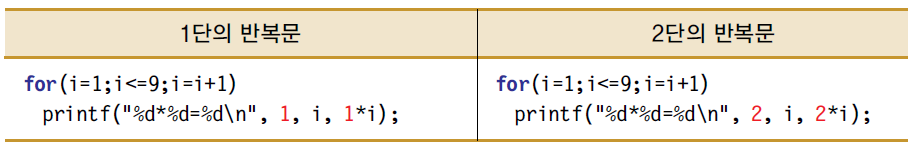 1단의 반복문
for(i=1;i<=9;i=i+1)
printf("%d*%d=%d\n", 1, i, 1*i);
2단의 반복문
for(i=1;i<=9;i=i+1)
printf("%d*%d=%d\n", 2, i, 2*i);